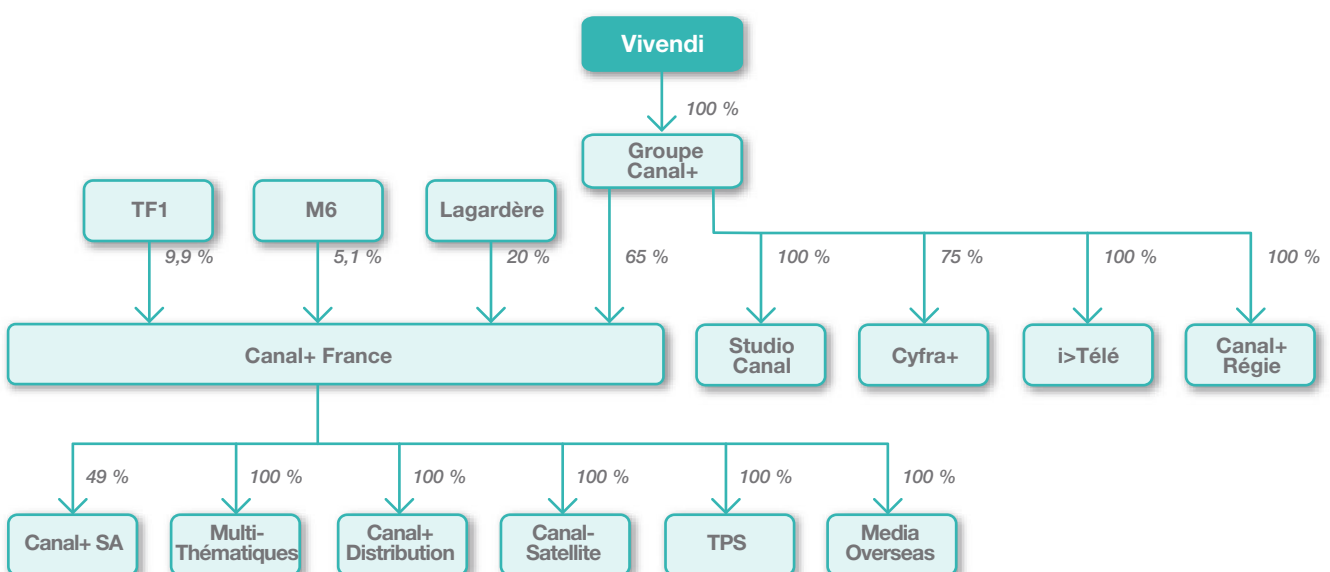 Vivendi
100 %
Groupe
Canal+
TF1
M6
Lagardère
9,9 %
5,1 %
20 %
65 %
100 %
75 %
100 %
100 %
Canal+ France
Studio
Canal
Cyfra+
i>Télé
Canal+
Régie
49 %
100 %
100 %
100 %
100 %
100 %
Canal+ SA
Multi-
Thématiques
Canal+
Distribution
Canal-
Satellite
TPS
Media
Overseas